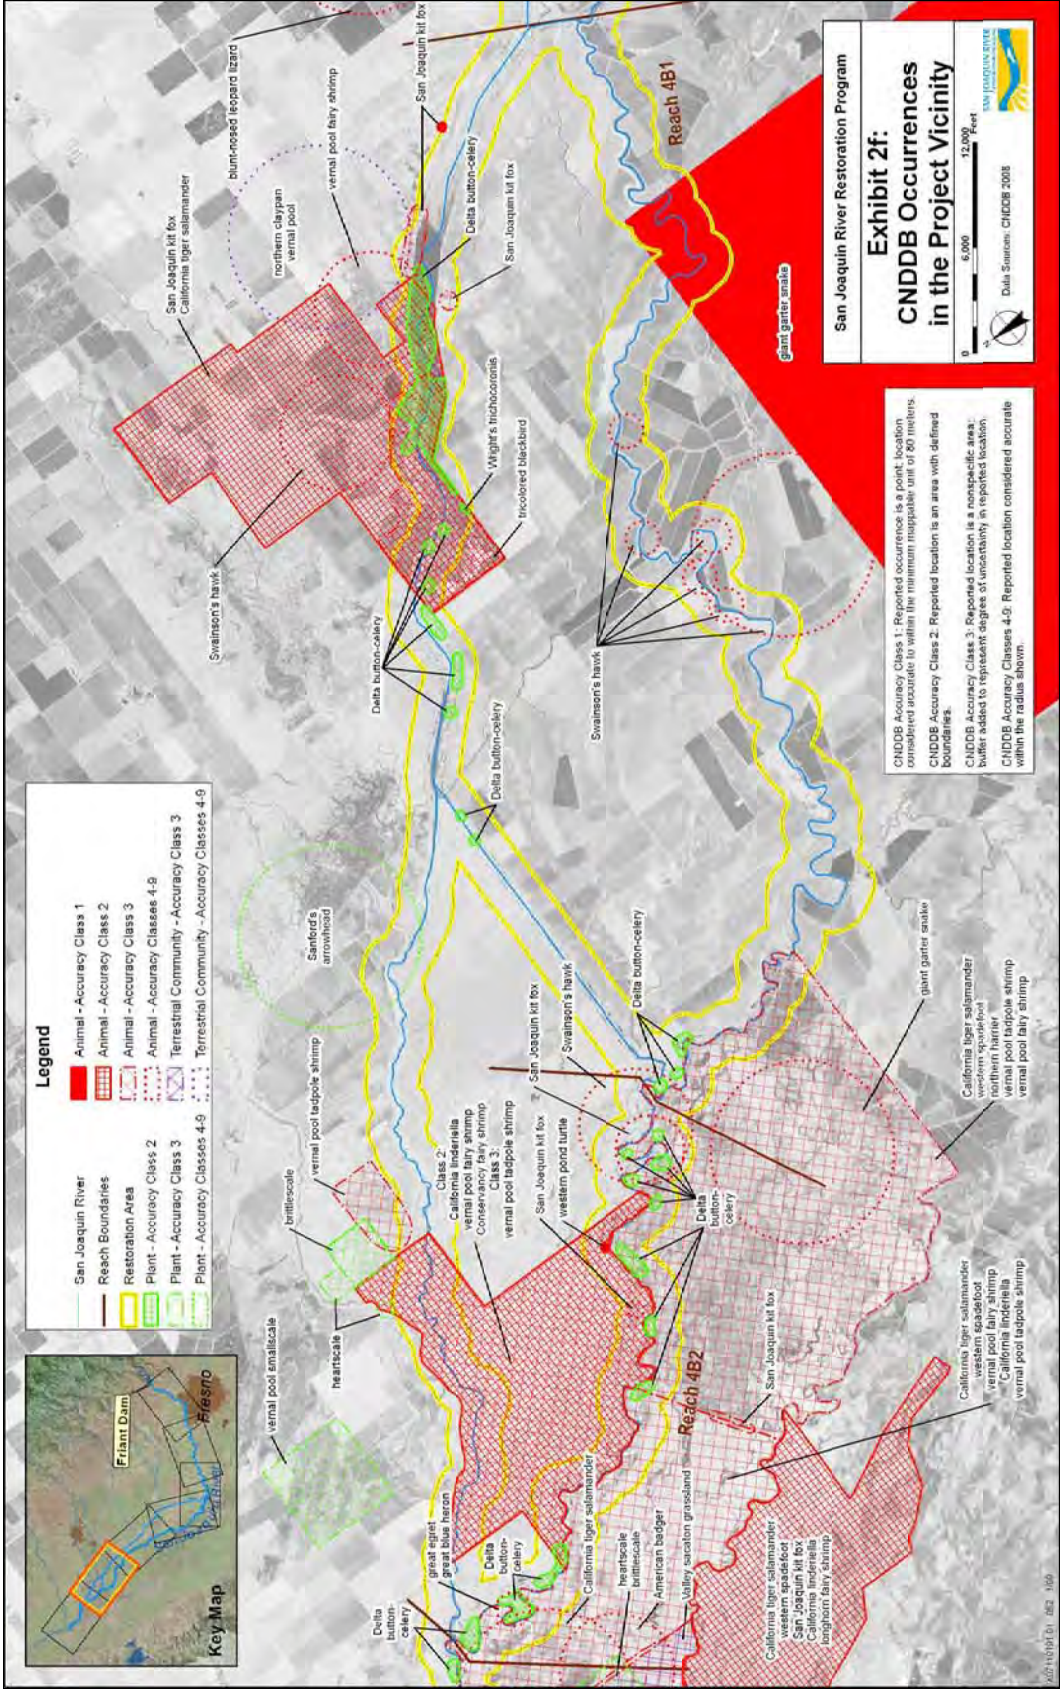 Legend
San Joaquin River
Reach Boundaries
Restoration Area
Plant - Accuracy Class 2
Plant - Accuracy Class 3
Plant - Accuracy Classes 4-9
Animal - Accuracy Class 1
Animal - Accuracy Class 2
Animal - Accuracy Class 3
Animal - Accuracy Classes 4-9
Terrestrial Community - Accuracy Class 3
Terrestrial Community - Accuracy Classes 4-9
Key Map
Friant Dam
Fresno
vernal pool smallscale
heartscale
brittlescale
vernal pool tadpole shrimp
Sanford's
arrowhead
Swainson's hawk
San Joaquin kit fox
California tiger salamander
northern claypan
vernal pool
vernal pool fairy shrimp
blunt-nosed leopard lizard
San Joaquin kit fox
Delta button-celery
San Joaquin kit fox
Wright's trichocoronis
tricolored blackbird
Delta button-celery
Delta button-celery
Class 2:
California linderiella
vernal pool fairy shrimp
Conservancy fairy shrimp
Class 3:
vernal pool tadpole shrimp
San Joaquin kit fox
western pond turtle
San Joaquin kit fox
Swainson's hawk
Delta button-celery
Delta
button-
celery
Delta
button-
celery
great egret
great blue heron
Delta
button-
celery
California tiger salamander
heartscale
brittlescale
American badger
Valley sacaton grassland
Reach 4B2
San Joaquin kit fox
California tiger salamander
western spadefoot
San Joaquin kit fox
California linderiella
longhorn fairy shrimp
California tiger salamander
western spadefoot
vernal pool fairy shrimp
California linderiella
vernal pool tadpole shrimp
California tiger salamander
western spadefoot
northern harrier
vernal pool tadpole shrimp
vernal pool fairy shrimp
giant garter snake
Swainson's hawk
Reach 4B1
giant garter snake
CNDDB Accuracy Class 1: Reported occurrence is a point; location
considered accurate to within the minimum mappable unit of 80 meters.
CNDDB Accuracy Class 2: Reported location is an area with defined
boundaries.
CNDDB Accuracy Class 3: Reported location is a nonspecific area;
buffer added to represent degree of uncertainty in reported location.
CNDDB Accuracy Classes 4-9: Reported location considered accurate
within the radius shown.
San Joaquin River Restoration Program
Exhibit 2f:
CNDDB Occurrences
in the Project Vicinity
0 6,000 12,000
Feet
Data Sources: CNDDB 2008
SAN JOAQUIN RIVER